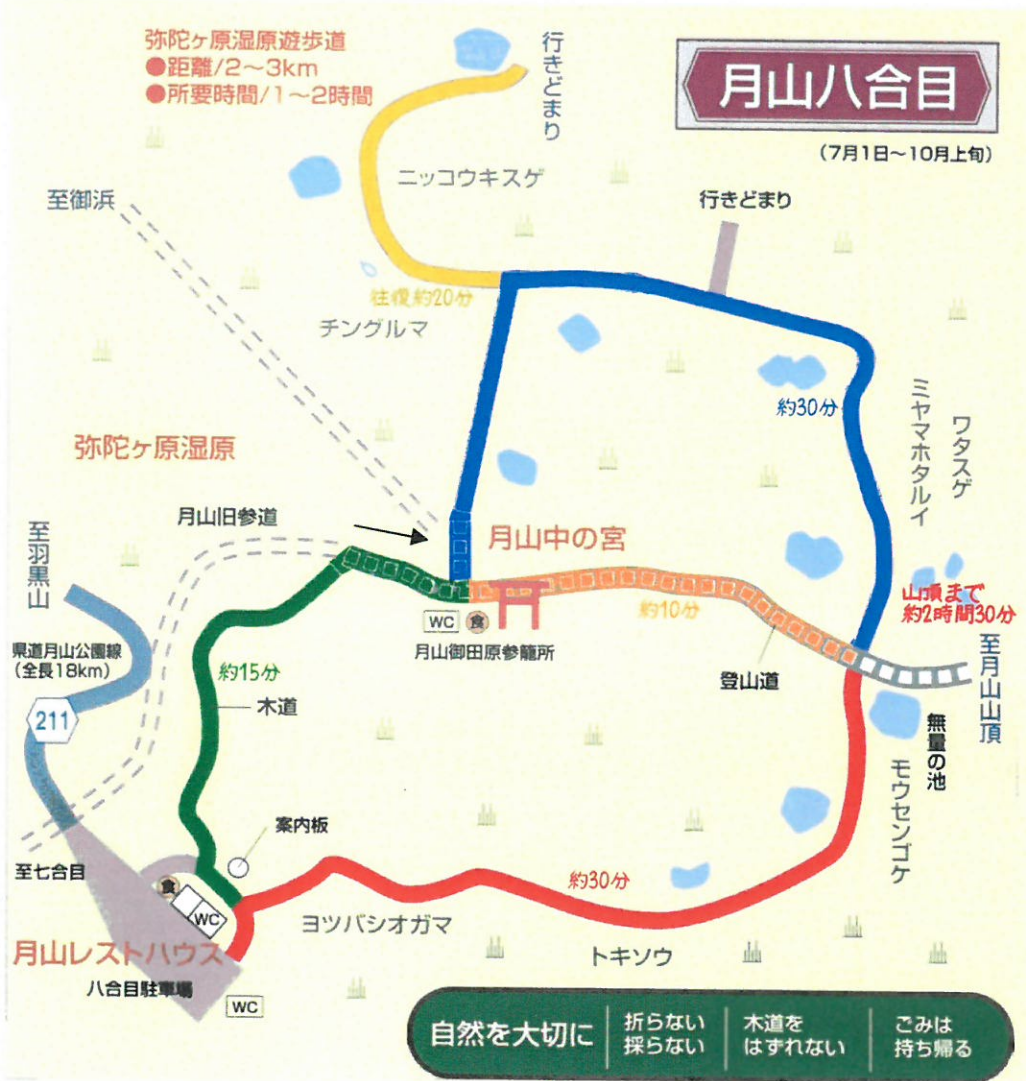 弥陀ヶ原湿原遊歩道
●距離/2〜3km
●所要時間/1〜2時間
行きどまり
月山八合目
(7月1日〜10月上旬)
ニッコウキスゲ
至御浜
行きどまり
往復約20分
チングルマ
約30分
ミヤマホタルイ
ワタスゲ
弥陀ヶ原湿原
月山旧参道
至羽黒山
月山中の宮
山頂まで
約2時間30分
約10分
WC
食
月山御田原参籠所
県道月山公園線
(全長18km)
約15分
登山道
至月山山頂
木道
211
無量の池
モウセンゴケ
案内板
至七合目
食
WC
約30分
ヨツバシオガマ
月山レストハウス
トキソウ
八合目駐車場
WC
自然を大切に
折らない
採らない
木道を
はずれない
ごみは
持ち帰る